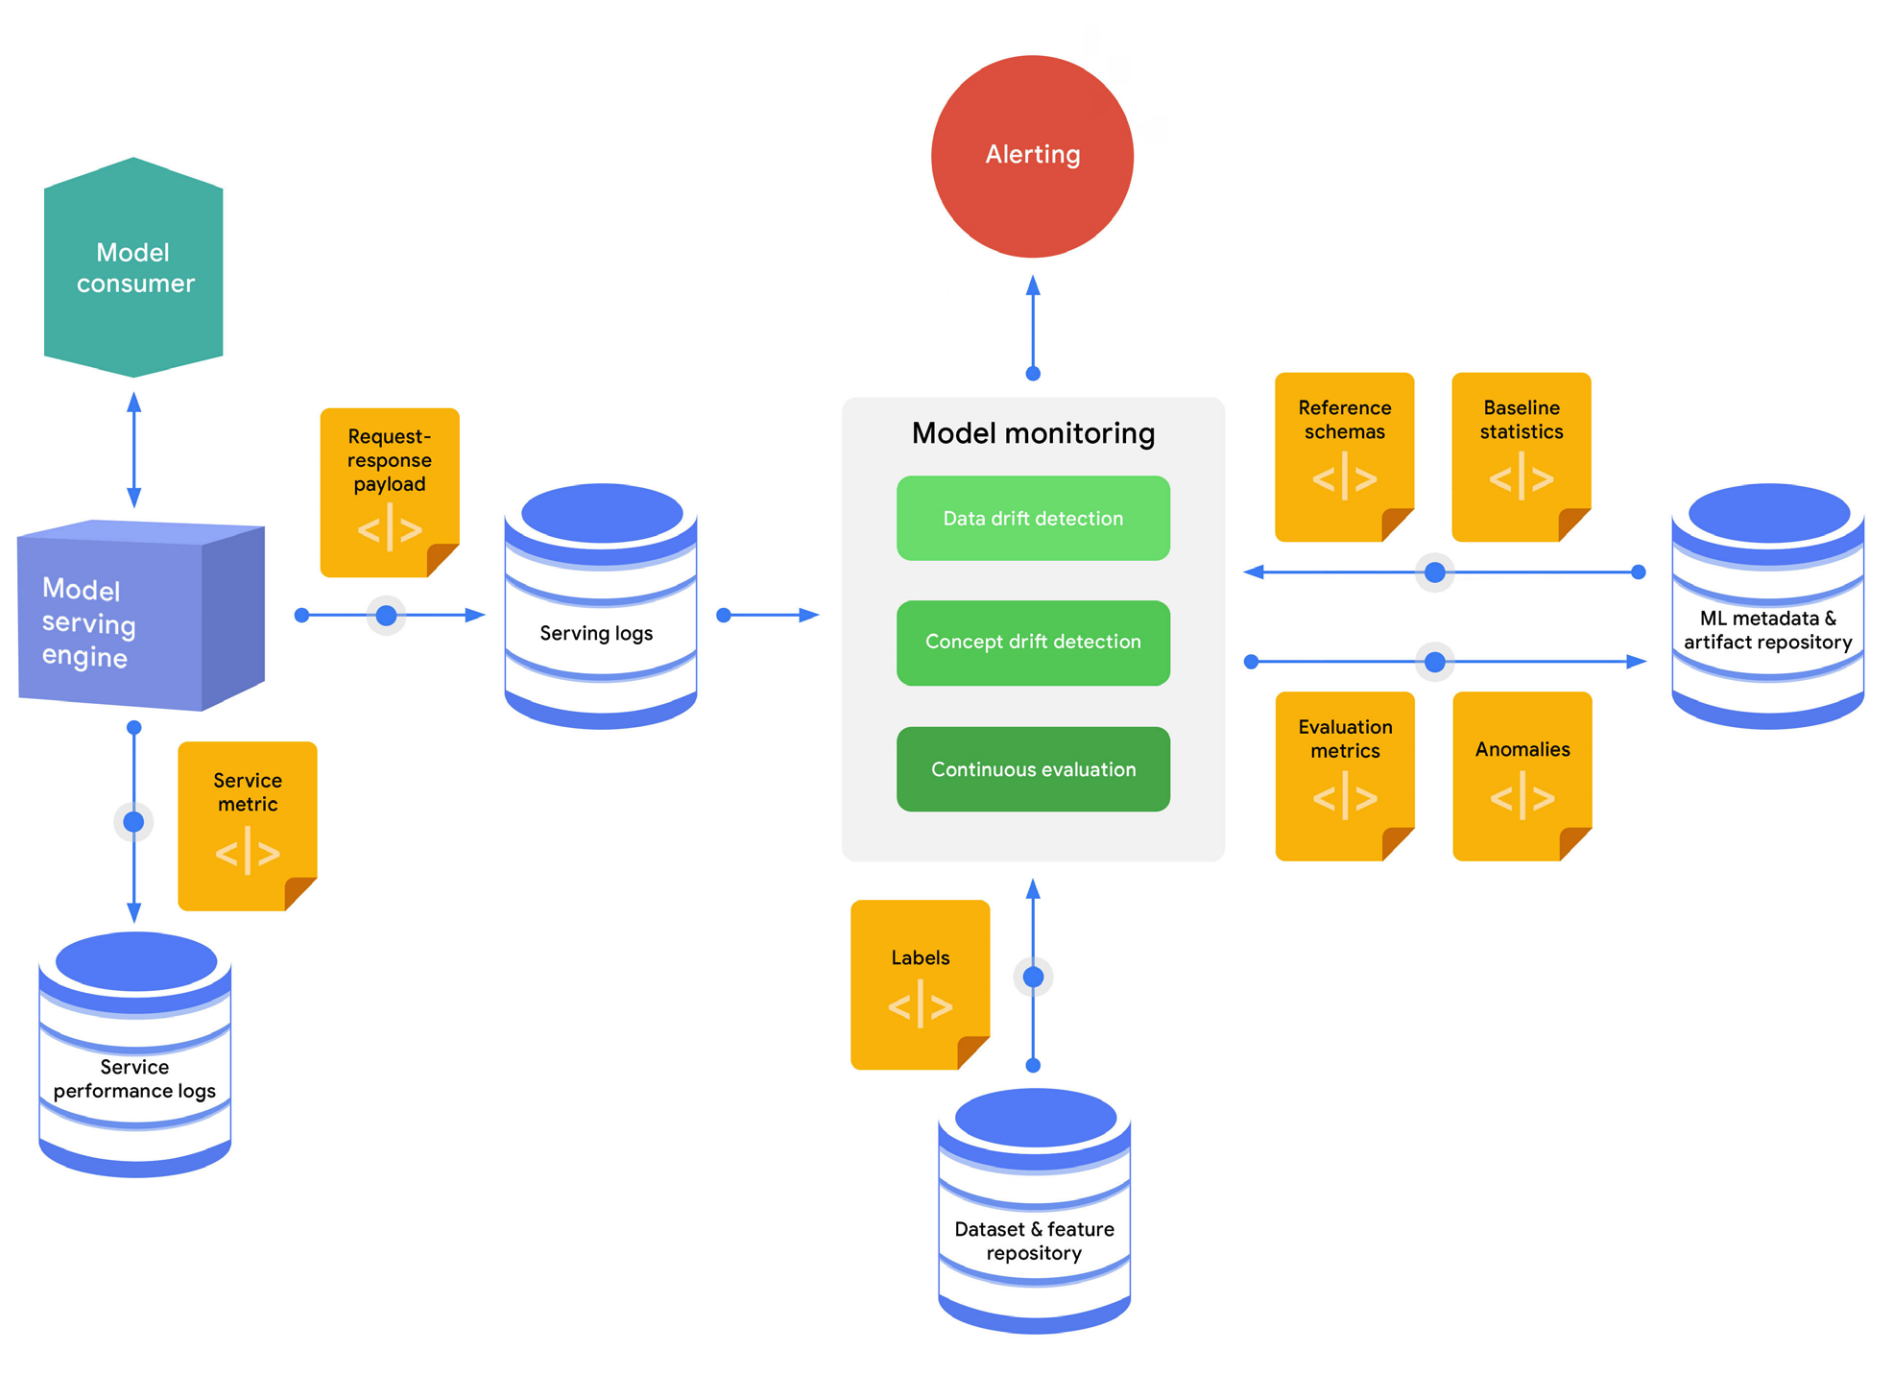 Alerting
Model
consumer
Request-
response
payload
</>
Model
serving
engine
Serving logs
Service
metric
</>
Service
performance logs
Model monitoring
Data drift detection
Concept drift detection
Continuous evaluation
Reference
schemas
</>
Baseline
statistics
</>
ML metadata &
artifact repository
Evaluation
metrics
</>
Anomalies
</>
Labels
</>
Dataset & feature
repository